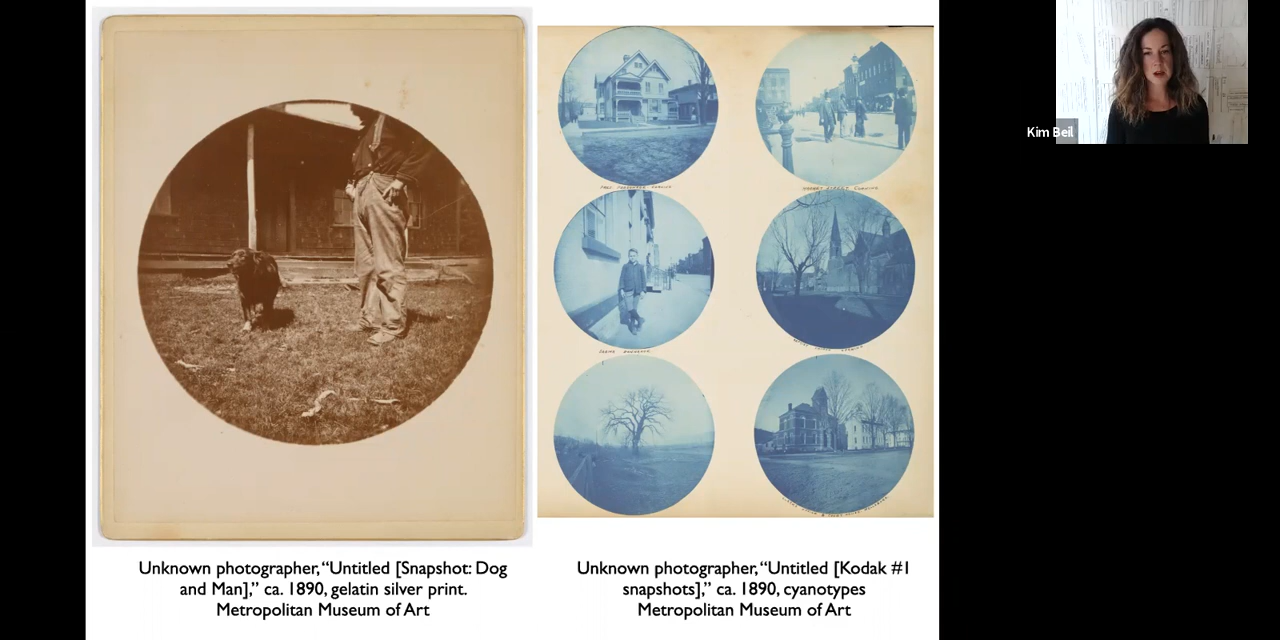 Kim Beil
Unknown photographer, “Untitled [Snapshot: Dog
and Man],” ca. 1890, gelatin silver print.
Metropolitan Museum of Art
Unknown photographer, “Untitled [Kodak #1
snapshots],” ca. 1890, cyanotypes
Metropolitan Museum of Art